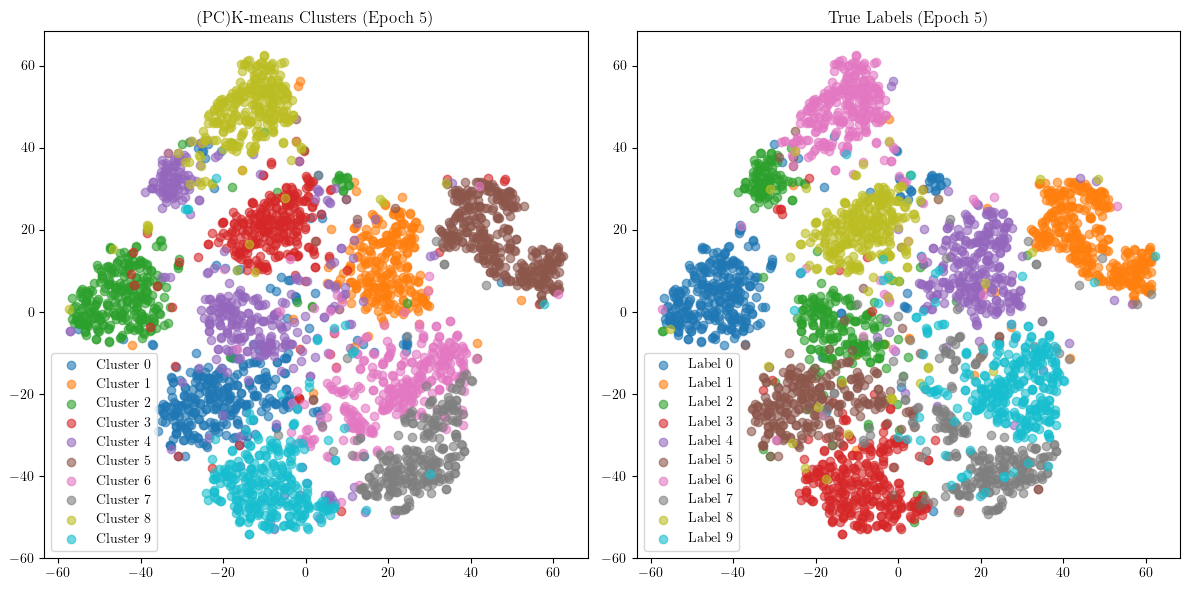 (PC)K-means Clusters (Epoch 5)
60
40
20
0
−20
−40
−60
−60
−40
−20
0
20
40
60
Cluster 0
Cluster 1
Cluster 2
Cluster 3
Cluster 4
Cluster 5
Cluster 6
Cluster 7
Cluster 8
Cluster 9
True Labels (Epoch 5)
60
40
20
0
−20
−40
−60
−60
−40
−20
0
20
40
60
Label 0
Label 1
Label 2
Label 3
Label 4
Label 5
Label 6
Label 7
Label 8
Label 9